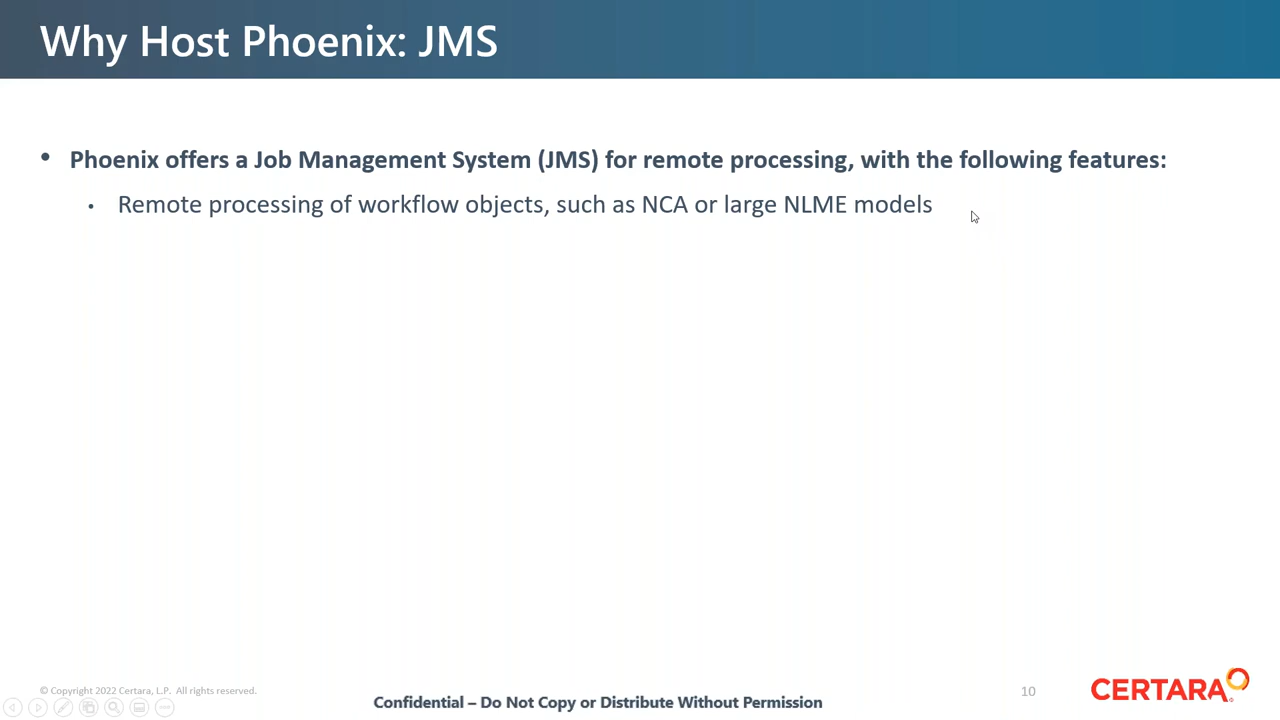 Why Host Phoenix: JMS
• Phoenix offers a Job Management System (JMS) for remote processing, with the following features:
• Remote processing of workflow objects, such as NCA or large NLME models
© Copyright 2022 Certara, L.P. All rights reserved.
Confidential – Do Not Copy or Distribute Without Permission
10
CERTARA